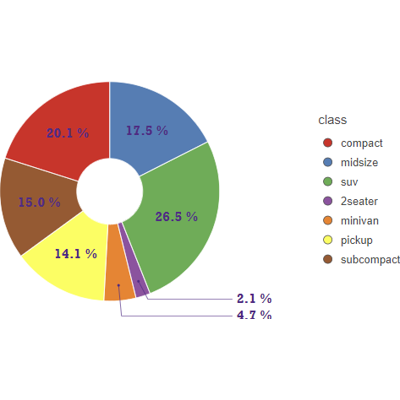 class
compact
midsize
suv
2seater
minivan
pickup
subcompact
20.1 %
17.5 %
15.0 %
26.5 %
14.1 %
2.1 %
4.7 %